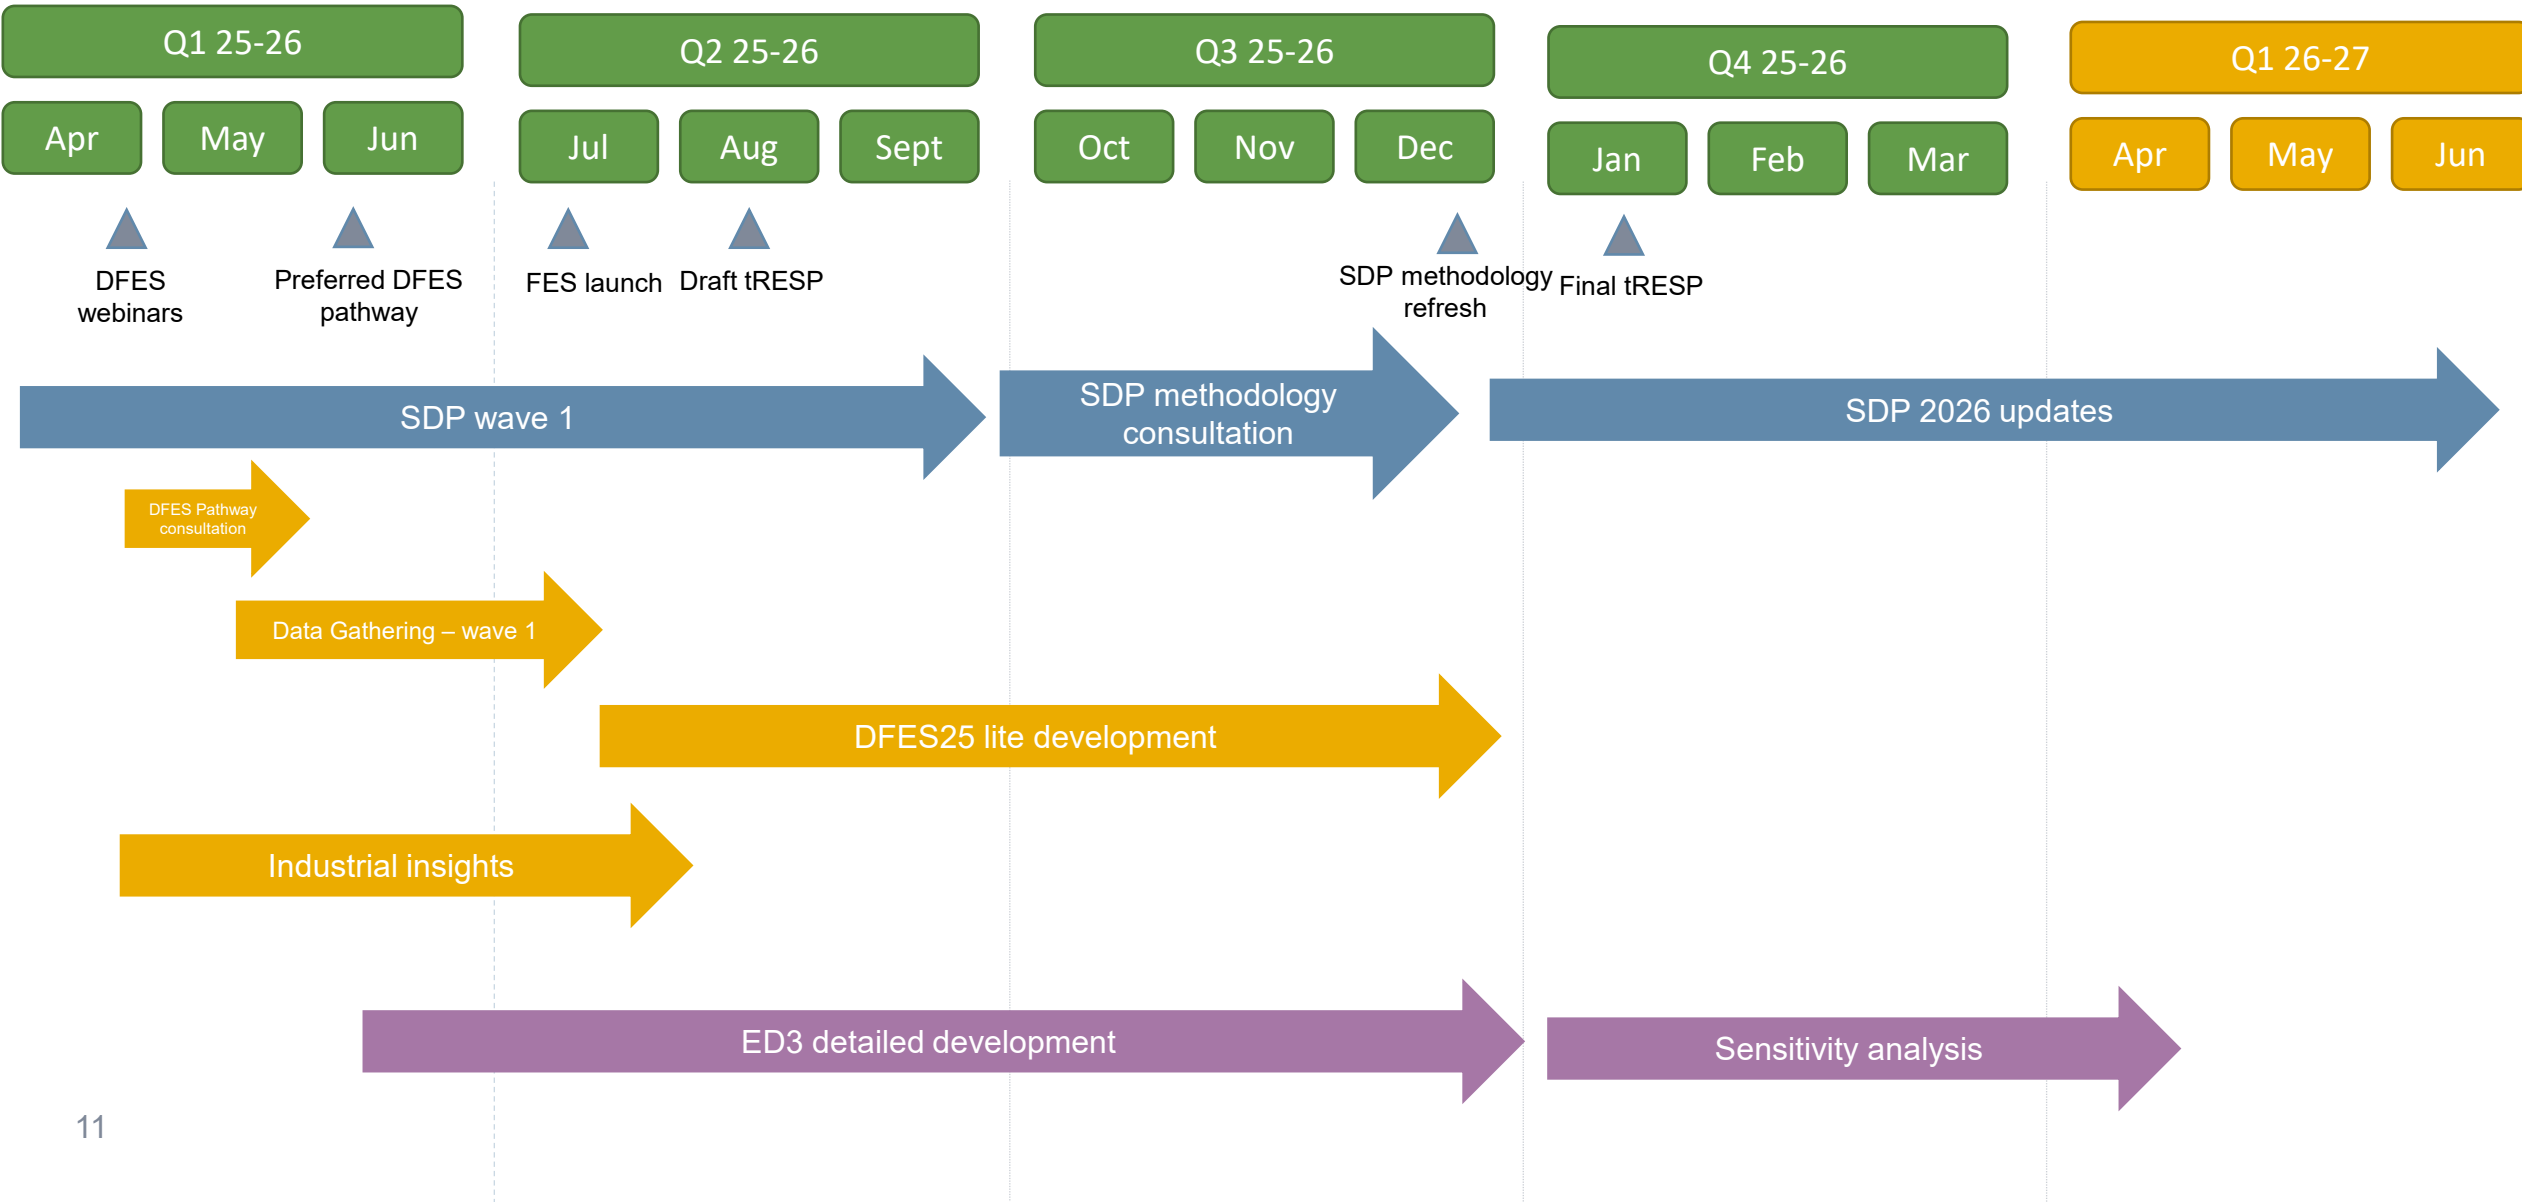 Q1 25-26
Q2 25-26
Q3 25-26
Q4 25-26
Q1 26-27
Apr
May
Jun
Jul
Aug
Sept
Oct
Nov
Dec
Jan
Feb
Mar
Apr
May
Jun
DFES
webinars
Preferred DFES
pathway
FES launch
Draft tRESP
SDP methodology
refresh
Final tRESP
SDP wave 1
SDP methodology
consultation
SDP 2026 updates
DFES Pathway
consultation
Data Gathering – wave 1
DFES25 lite development
Industrial insights
ED3 detailed development
Sensitivity analysis
11